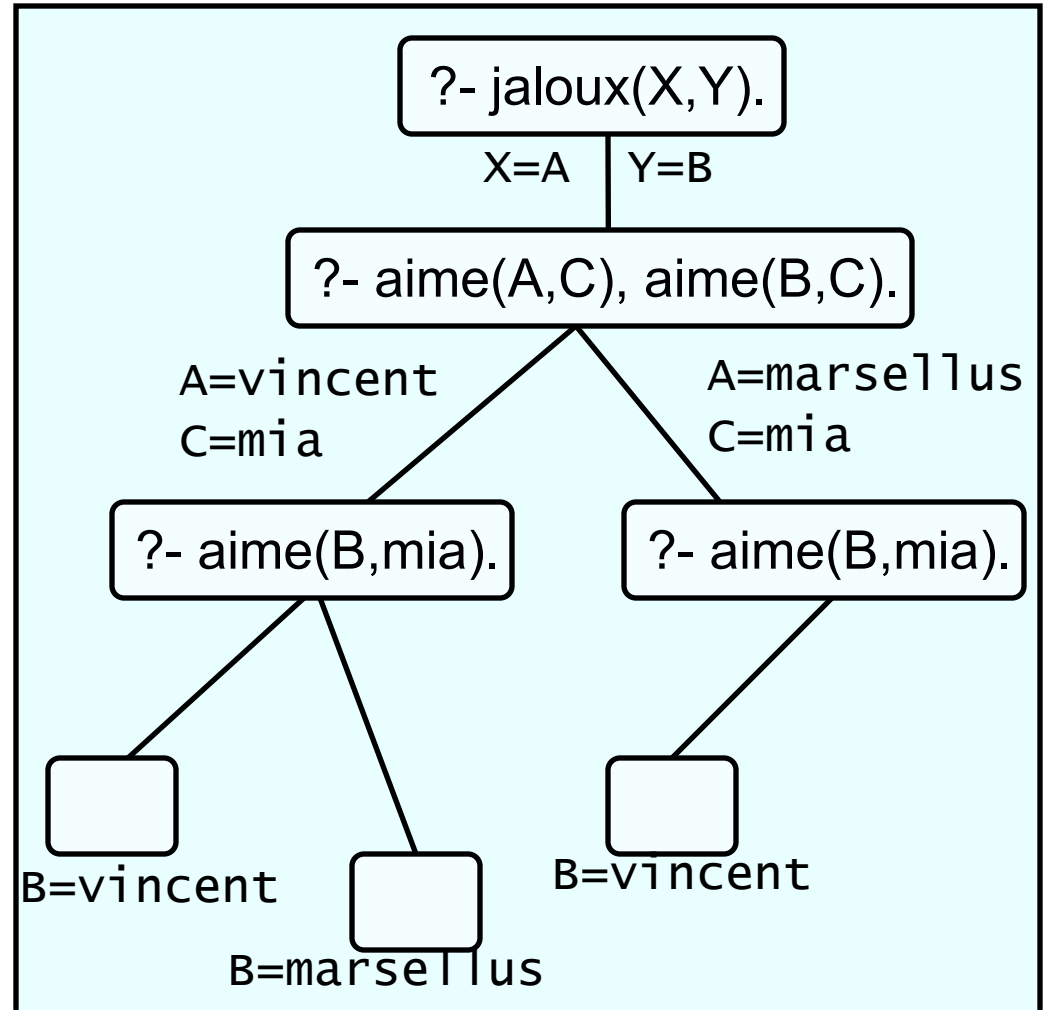 ?- jaloux(X,Y).
X=A Y=B
?- aime(A,C), aime(B,C).
A=vincent
C=mia
A=marsellus
C=mia
?- aime(B,mia).
?- aime(B,mia).
B=vincent
B=marsellus
B=vincent